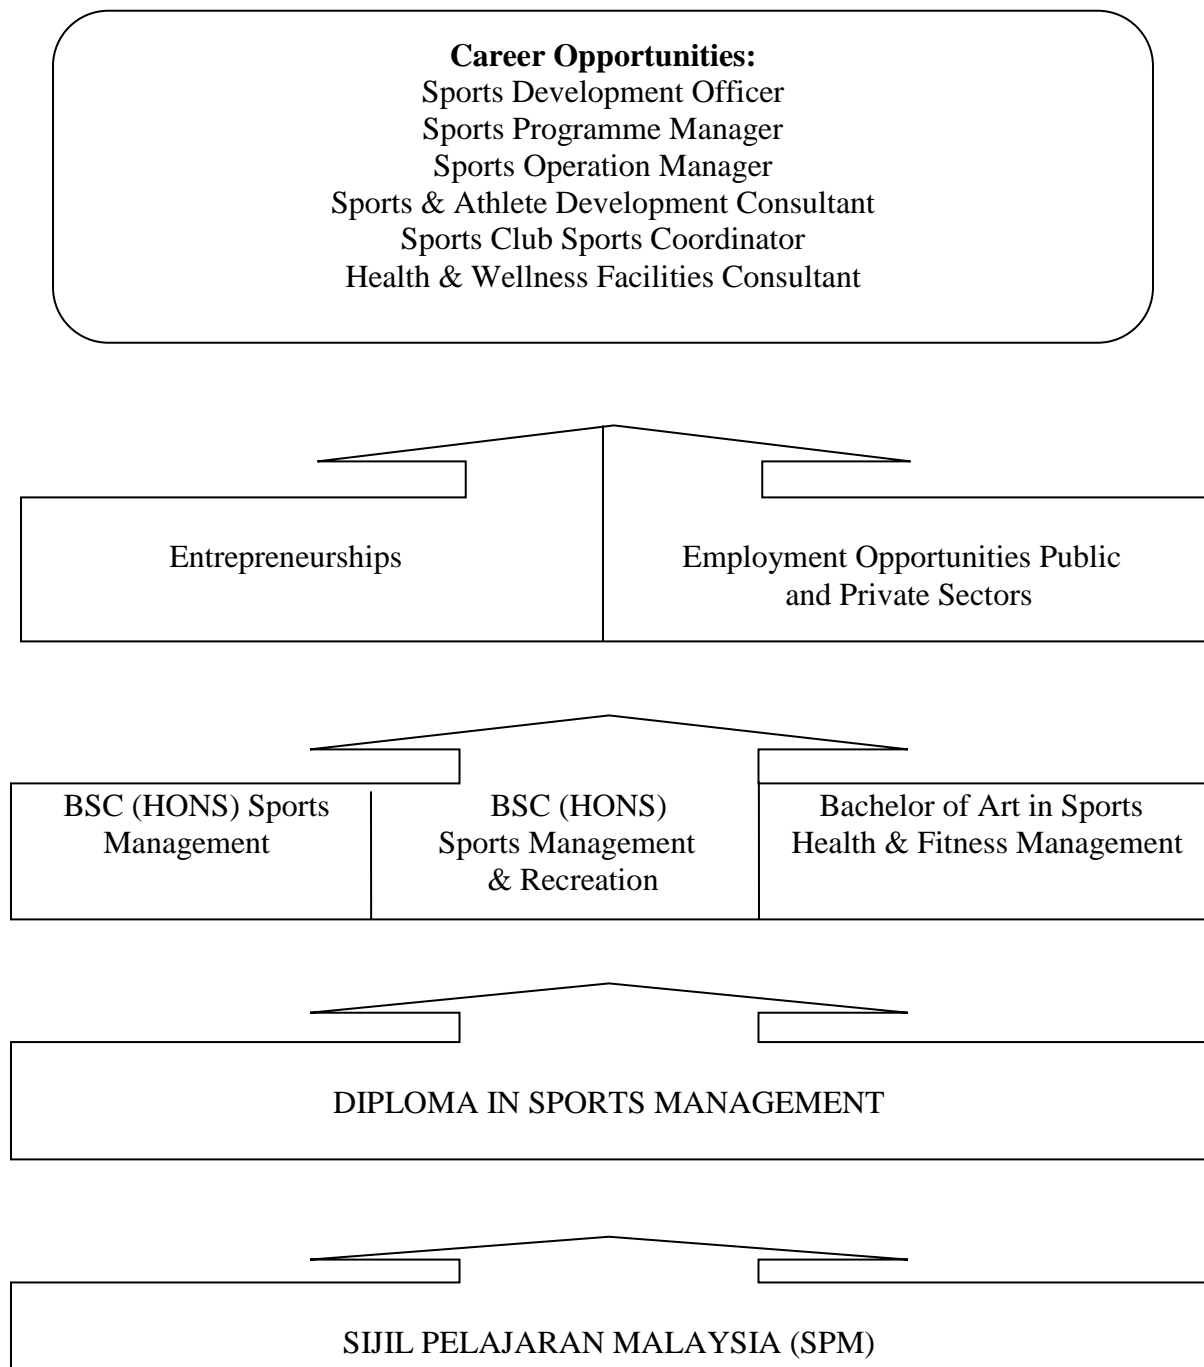 Career Opportunities:
Sports Development Officer
Sports Programme Manager
Sports Operation Manager
Sports & Athlete Development Consultant
Sports Club Sports Coordinator
Health & Wellness Facilities Consultant
Entrepreneurships
Employment Opportunities Public
and Private Sectors
BSC (HONS) Sports
Management
BSC (HONS)
Sports Management
& Recreation
Bachelor of Art in Sports
Health & Fitness Management
DIPLOMA IN SPORTS MANAGEMENT
SIJIL PELAJARAN MALAYSIA (SPM)